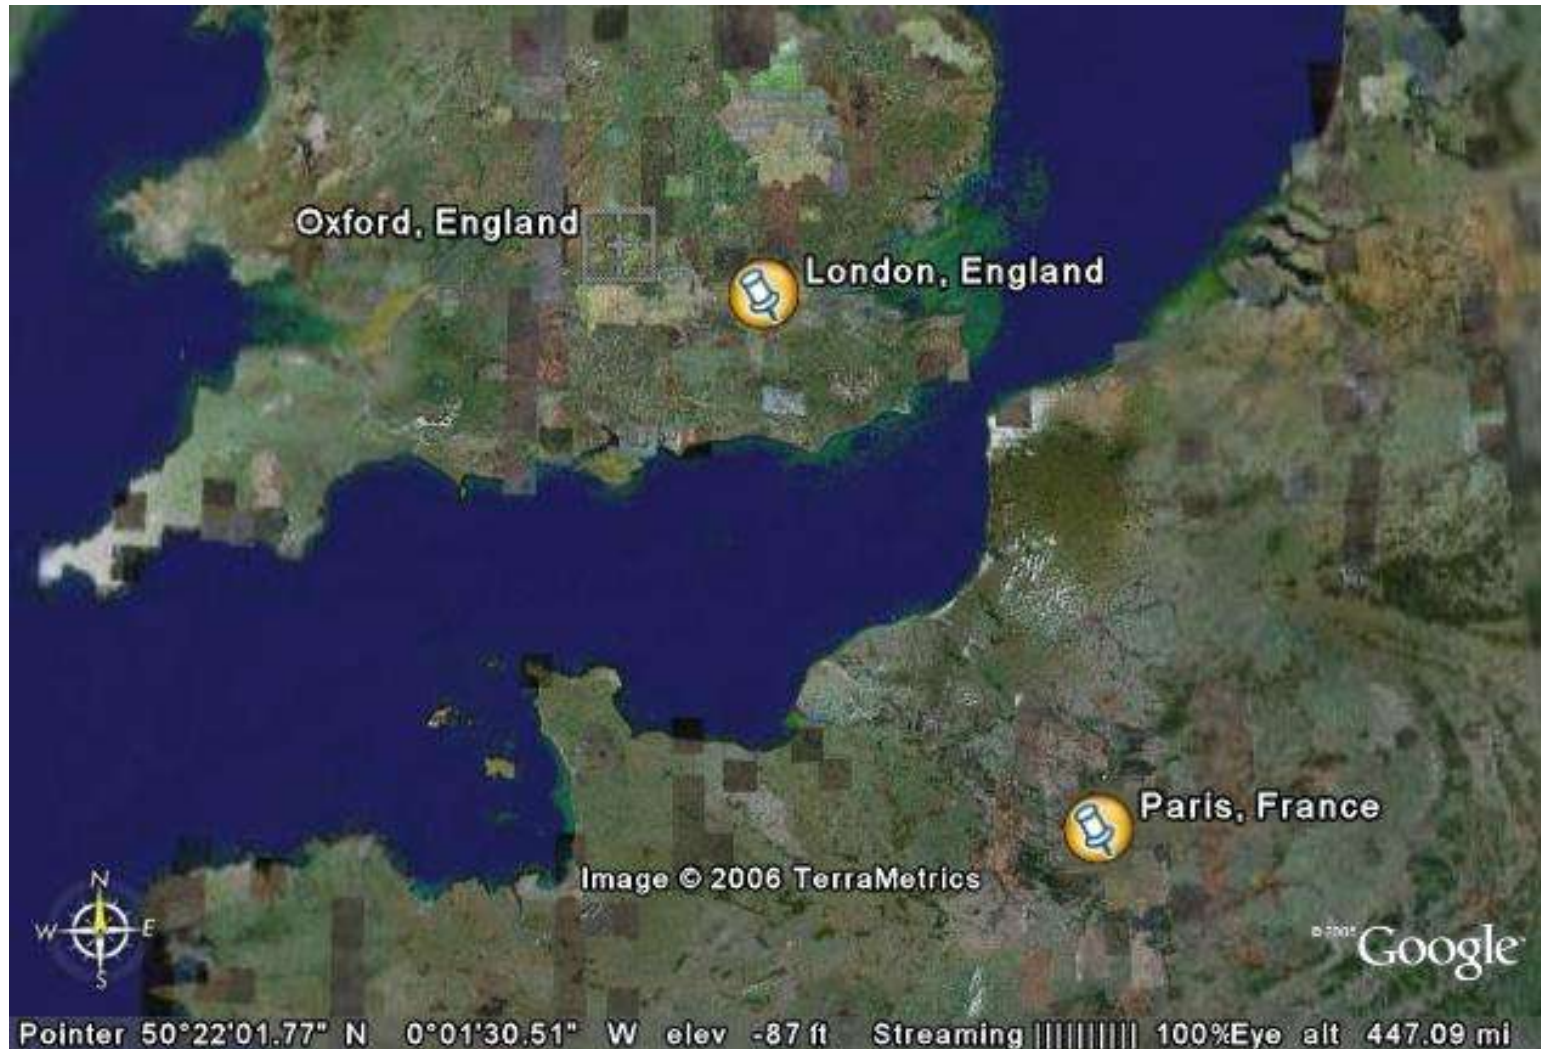 Oxford, England
London, England
Paris, France
Image © 2006 TerraMetrics
N
W E
S
Google
Pointer 50°22'01.77" N 0°01'30.51" W elev -87 ft Streaming |||||||||| 100% Eye alt 447.09 mi